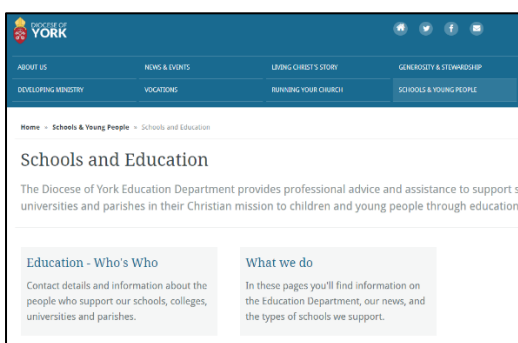 DIOCESE OF
YORK
ABOUT US
NEWS & EVENTS
LIVING CHRIST'S STORY
GENEROSITY & STEWARDSHIP
DEVELOPING MINISTRY
VOCATIONS
RUNNING YOUR CHURCH
SCHOOLS & YOUNG PEOPLE
Home » Schools & Young People » Schools and Education
Schools and Education
The Diocese of York Education Department provides professional advice and assistance to support s
universities and parishes in their Christian mission to children and young people through education
Education - Who's Who
Contact details and information about the
people who support our schools, colleges,
universities and parishes.
What we do
In these pages you'll find information on
the Education Department, our news, and
the types of schools we support.